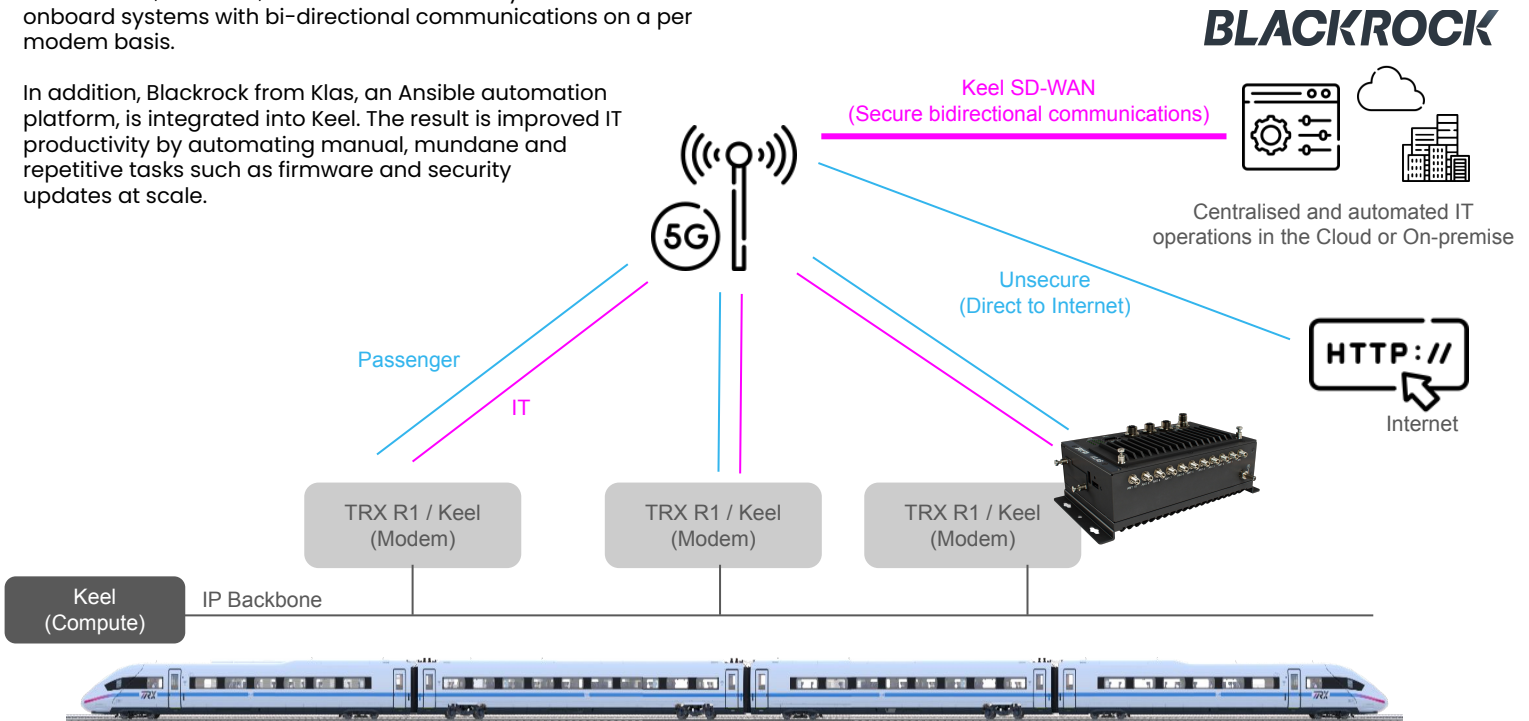 onboard systems with bi-directional communications on a per
modem basis.
In addition, Blackrock from Klas, an Ansible automation
platform, is integrated into Keel. The result is improved IT
productivity by automating manual, mundane and
repetitive tasks such as firmware and security
updates at scale.
BLACKROCK
Keel SD-WAN
(Secure bidirectional communications)
Centralised and automated IT
operations in the Cloud or On-premise
5G
Unsecure
(Direct to Internet)
HTTP://
Internet
Passenger
IT
TRX R1 / Keel
(Modem)
TRX R1 / Keel
(Modem)
TRX R1 / Keel
(Modem)
Keel
(Compute)
IP Backbone
TRX
TRX